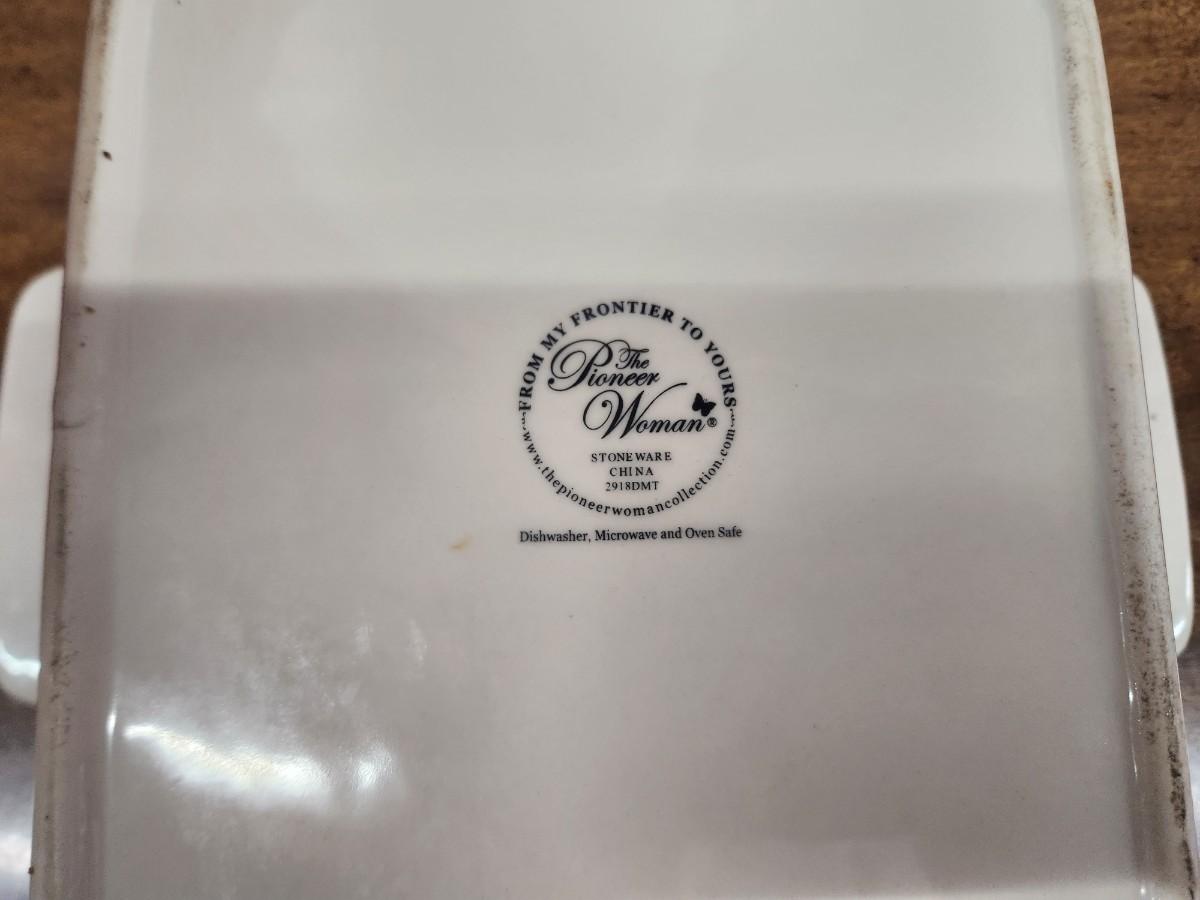 FROM MY FRONTIER TO YOURS
The
Pioneer
Woman®
STONEWARE
CHINA
2918DMT
www.thepioneerwomancollection.com
Dishwasher, Microwave and Oven Safe